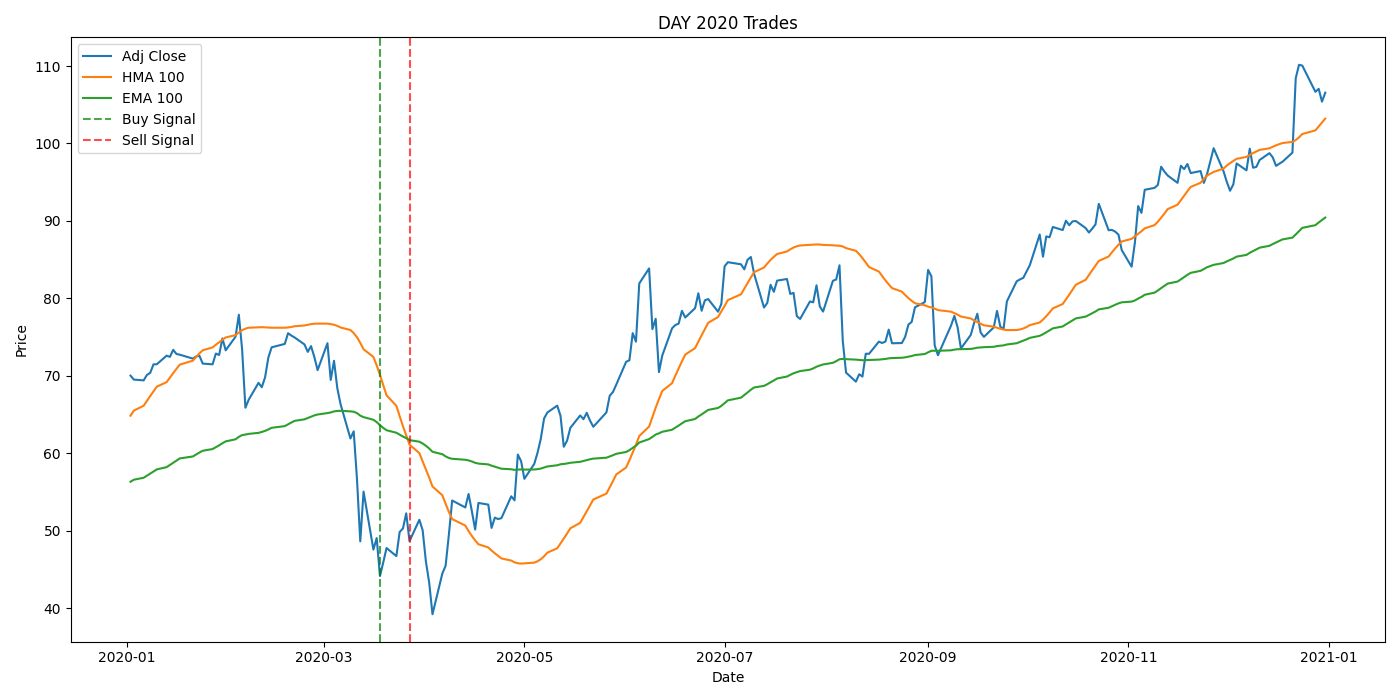 DAY 2020 Trades
Adj Close
HMA 100
EMA 100
Buy Signal
Sell Signal
Price
110
100
90
80
70
60
50
40
2020-01
2020-03
2020-05
2020-07
2020-09
2020-11
2021-01
Date